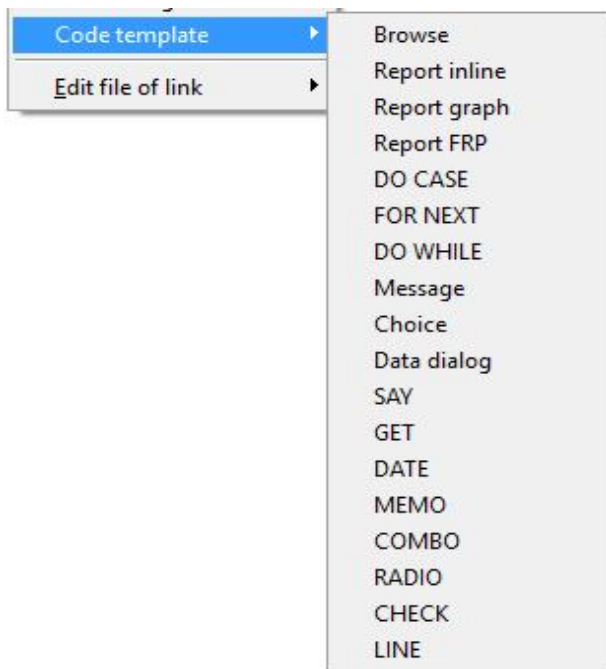 Code template
Edit file of link
Browse
Report inline
Report graph
Report FRP
DO CASE
FOR NEXT
DO WHILE
Message
Choice
Data dialog
SAY
GET
DATE
MEMO
COMBO
RADIO
CHECK
LINE